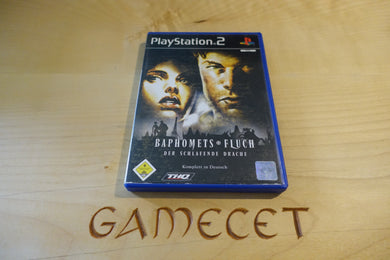 PlayStation 2
BAPHOMETS FLUCH
DER SCHLAFENDE DRACHE
Komplett in Deutsch
THQ
GAMECET